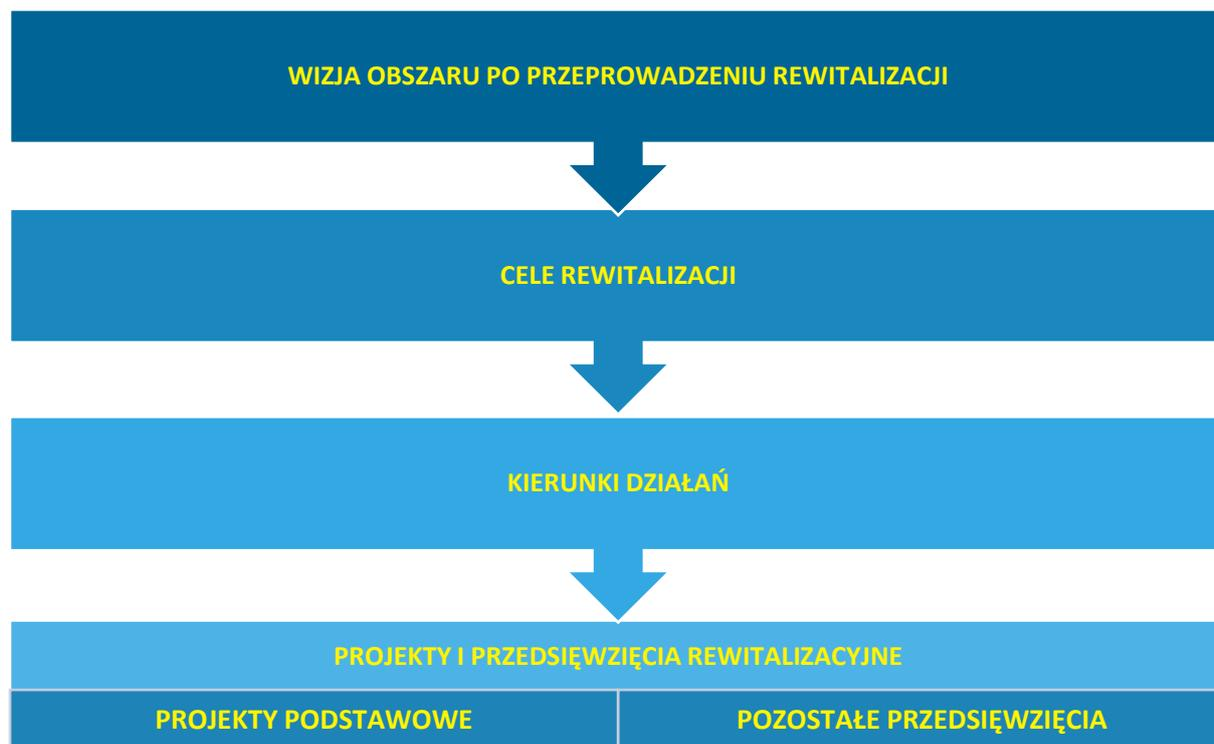 WIZJA OBSZARU PO PRZEPROWADZENIU REWITALIZACJI
CELE REWITALIZACJI
KIERUNKI DZIAŁAŃ
PROJEKTY I PRZEDSIĘWZIĘCIA REWITALIZACYJNE
PROJEKTY PODSTAWOWE
POZOSTAŁE PRZEDSIĘWZIĘCIA